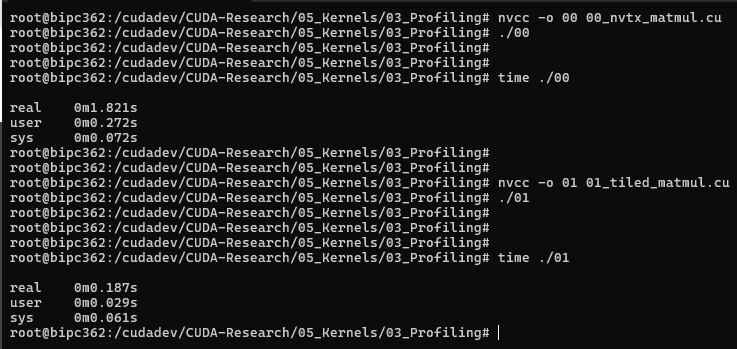 root@bipc362:/cudadev/CUDA-Research/05_Kernels/03_Profiling# nvcc -o 00 00_nvtx_matmul.cu
root@bipc362:/cudadev/CUDA-Research/05_Kernels/03_Profiling# ./00
root@bipc362:/cudadev/CUDA-Research/05_Kernels/03_Profiling#
root@bipc362:/cudadev/CUDA-Research/05_Kernels/03_Profiling#
root@bipc362:/cudadev/CUDA-Research/05_Kernels/03_Profiling# time ./00
real    0m1.821s
user    0m0.272s
sys     0m0.072s
root@bipc362:/cudadev/CUDA-Research/05_Kernels/03_Profiling#
root@bipc362:/cudadev/CUDA-Research/05_Kernels/03_Profiling#
root@bipc362:/cudadev/CUDA-Research/05_Kernels/03_Profiling# nvcc -o 01 01_tiled_matmul.cu
root@bipc362:/cudadev/CUDA-Research/05_Kernels/03_Profiling# ./01
root@bipc362:/cudadev/CUDA-Research/05_Kernels/03_Profiling#
root@bipc362:/cudadev/CUDA-Research/05_Kernels/03_Profiling#
root@bipc362:/cudadev/CUDA-Research/05_Kernels/03_Profiling#
root@bipc362:/cudadev/CUDA-Research/05_Kernels/03_Profiling# time ./01
real    0m0.187s
user    0m0.029s
sys     0m0.061s
root@bipc362:/cudadev/CUDA-Research/05_Kernels/03_Profiling#